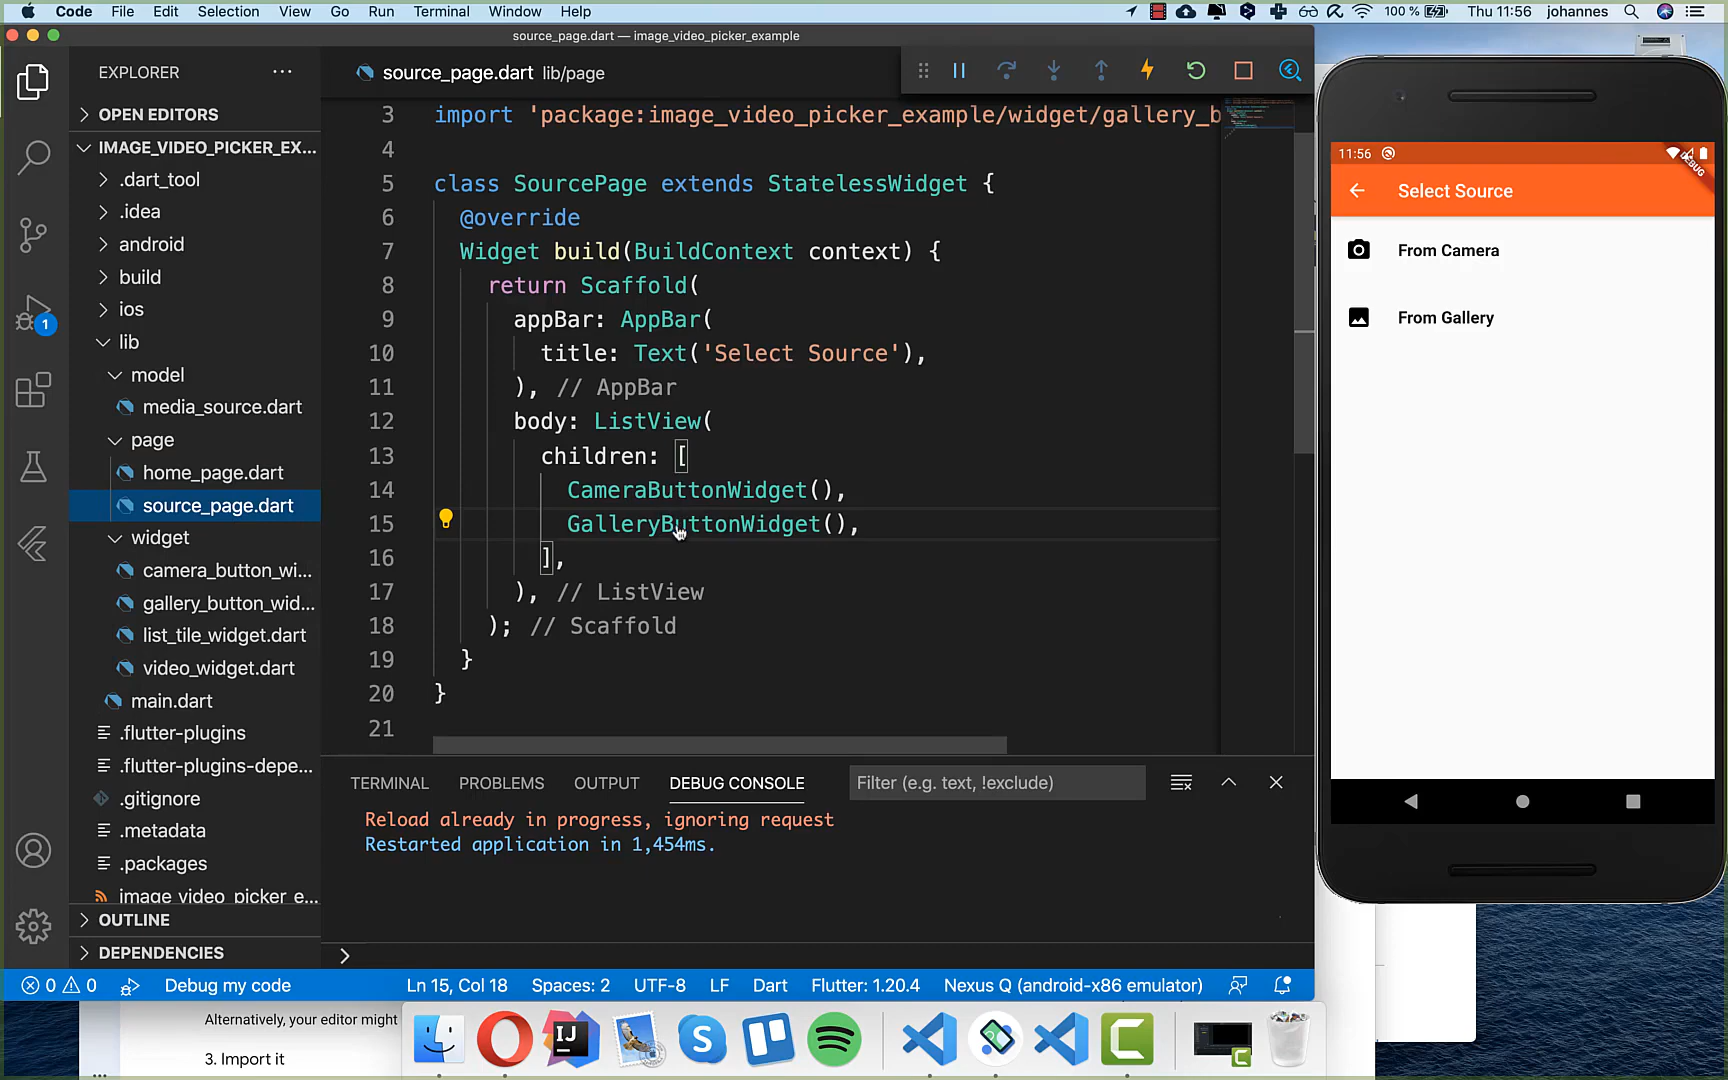 Code File Edit Selection View Go Run Terminal Window Help 100 % Thu 11:56 johannes
source_page.dart — image_video_picker_example
EXPLORER
OPEN EDITORS
IMAGE_VIDEO_PICKER_EX...
.dart_tool
.idea
android
build
ios
lib
model
media_source.dart
page
home_page.dart
source_page.dart
widget
camera_button_wi...
gallery_button_wid...
list_tile_widget.dart
video_widget.dart
main.dart
.flutter-plugins
.flutter-plugins-depe...
.gitignore
.metadata
.packages
image_video_picker_e...
OUTLINE
DEPENDENCIES
1
source_page.dart lib/page
3 import 'package:image_video_picker_example/widget/gallery_b
4
5 class SourcePage extends StatelessWidget {
6 @override
7 Widget build(BuildContext context) {
8 return Scaffold(
9 appBar: AppBar(
10 title: Text('Select Source'),
11 ), // AppBar
12 body: ListView(
13 children: [
14 CameraButtonWidget(),
15 GalleryButtonWidget(),
16 ],
17 ), // ListView
18 ); // Scaffold
19 }
20 }
21
TERMINAL PROBLEMS OUTPUT DEBUG CONSOLE Filter (e.g. text, !exclude)
Reload already in progress, ignoring request
Restarted application in 1,454ms.
0 0 Debug my code Ln 15, Col 18 Spaces: 2 UTF-8 LF Dart Flutter: 1.20.4 Nexus Q (android-x86 emulator)
11:56
DEBUG
Select Source
From Camera
From Gallery
Alternatively, your editor might
3. Import it
IJ